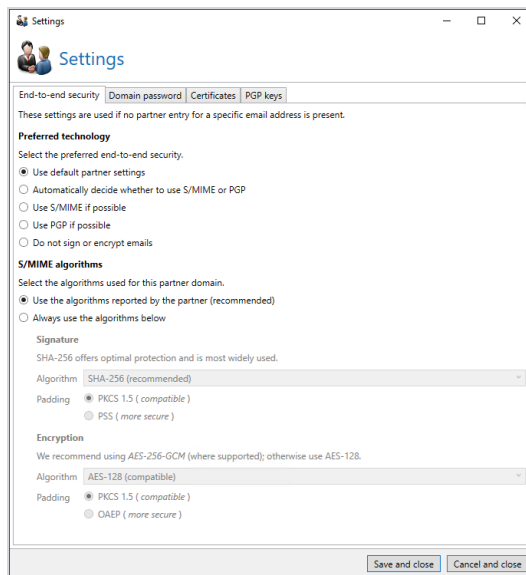 Settings
Settings
End-to-end security Domain password Certificates PGP keys
These settings are used if no partner entry for a specific email address is present.
Preferred technology
Select the preferred end-to-end security.
Use default partner settings
Automatically decide whether to use S/MIME or PGP
Use S/MIME if possible
Use PGP if possible
Do not sign or encrypt emails
S/MIME algorithms
Select the algorithms used for this partner domain.
Use the algorithms reported by the partner (recommended)
Always use the algorithms below
Signature
SHA-256 offers optimal protection and is most widely used.
Algorithm SHA-256 (recommended)
Padding PKCS 1.5 ( compatible )
PSS ( more secure )
Encryption
We recommend using AES-256-GCM (where supported); otherwise use AES-128.
Algorithm AES-128 (compatible)
Padding PKCS 1.5 ( compatible )
OAEP ( more secure )
Save and close Cancel and close